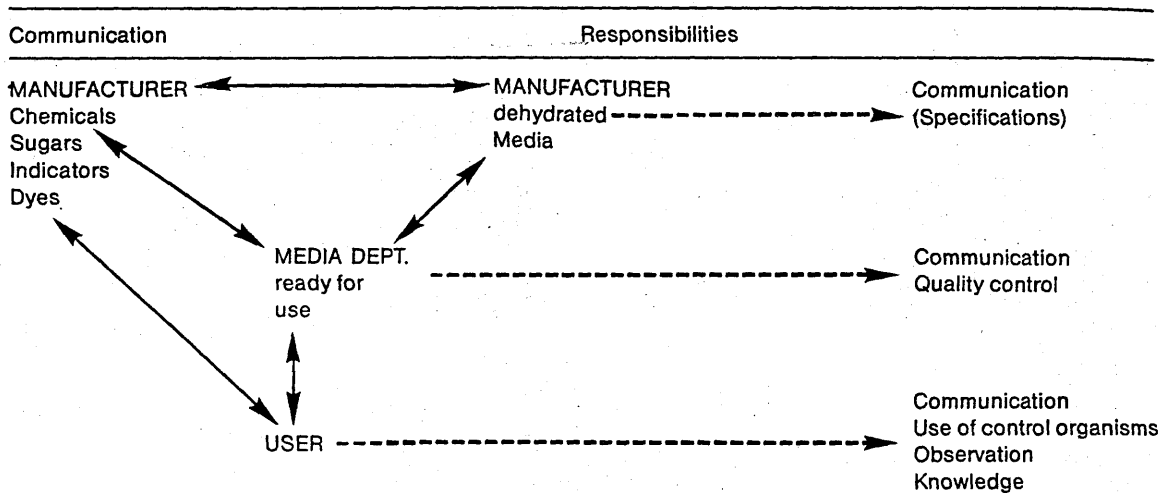 Communication Responsibilities
MANUFACTURER
Chemicals
Sugars
Indicators
Dyes
MANUFACTURER
dehydrated
Media
Communication
(Specifications)
MEDIA DEPT.
ready for
use
Communication
Quality control
USER
Communication
Use of control organisms
Observation
Knowledge